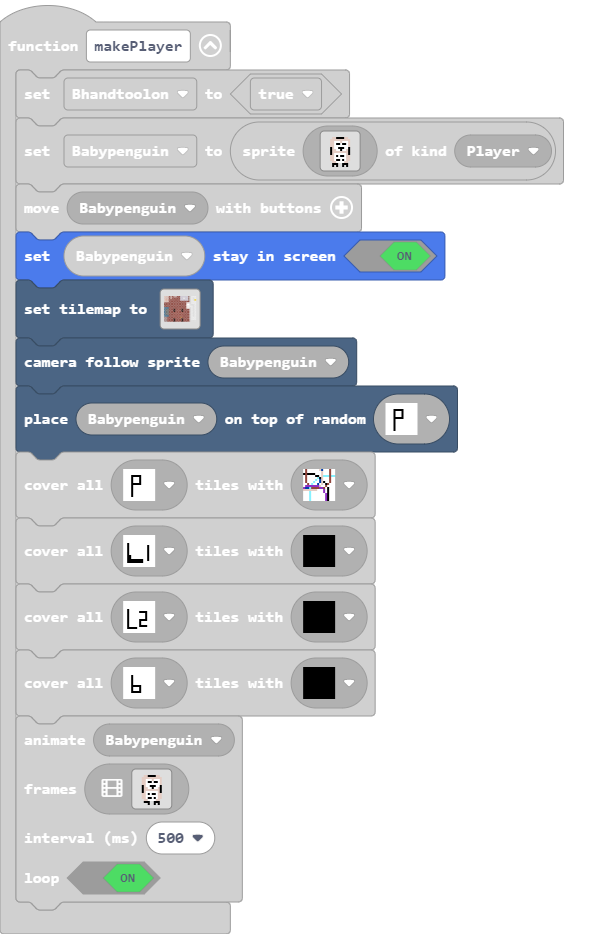 function makePlayer
set Bhandtoolon to true
set Babypenguin to sprite of kind Player
move Babypenguin with buttons
set Babypenguin stay in screen ON
set tilemap to
camera follow sprite Babypenguin
place Babypenguin on top of random P
cover all P tiles with
cover all L1 tiles with
cover all L2 tiles with
cover all b tiles with
animate Babypenguin
frames
interval (ms) 500
loop ON